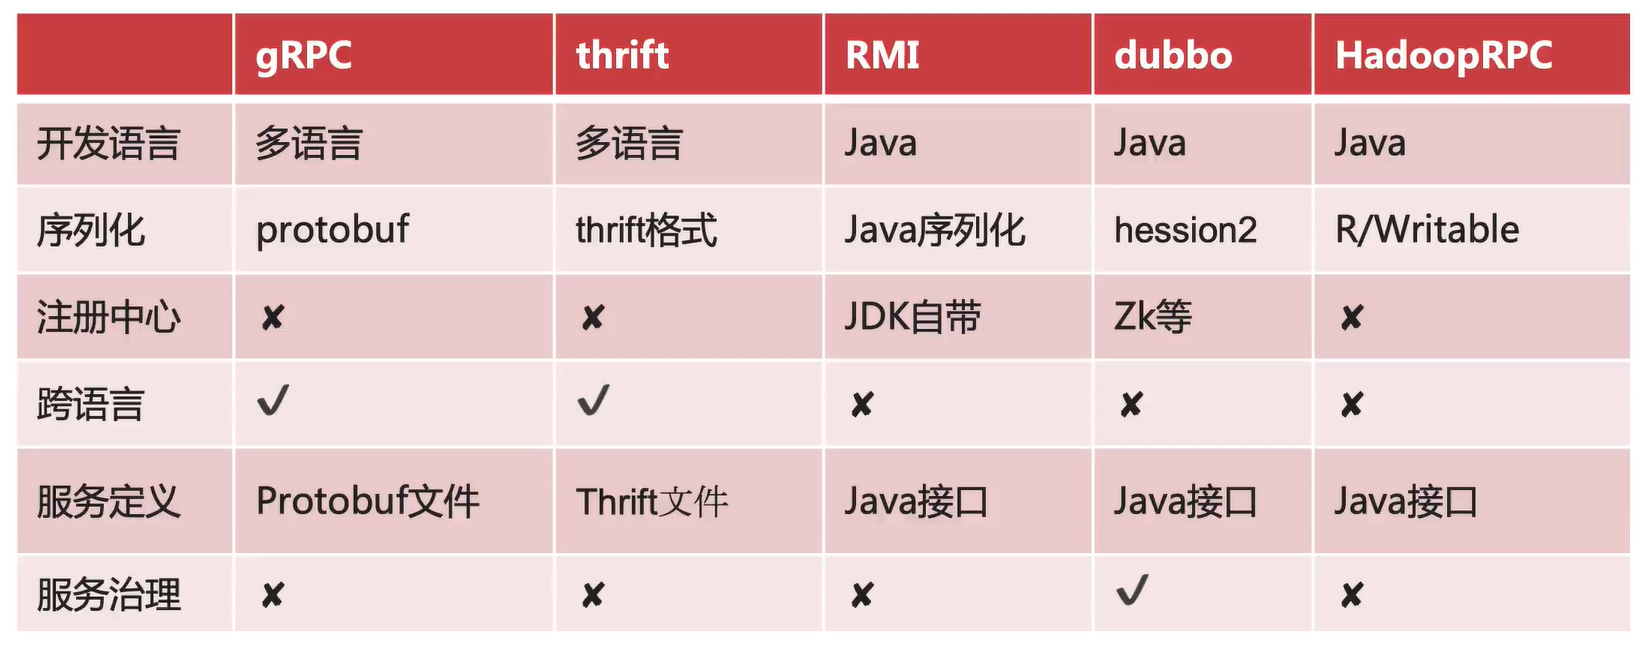 gRPC thrift RMI dubbo HadoopRPC
开发语言 多语言 多语言 Java Java Java
序列化 protobuf thrift格式 Java序列化 hession2 R/Writable
注册中心 ✘ ✘ JDK自带 Zk等 ✘
跨语言 ✔ ✔ ✘ ✘ ✘
服务定义 Protobuf文件 Thrift文件 Java接口 Java接口 Java接口
服务治理 ✘ ✘ ✘ ✔ ✘